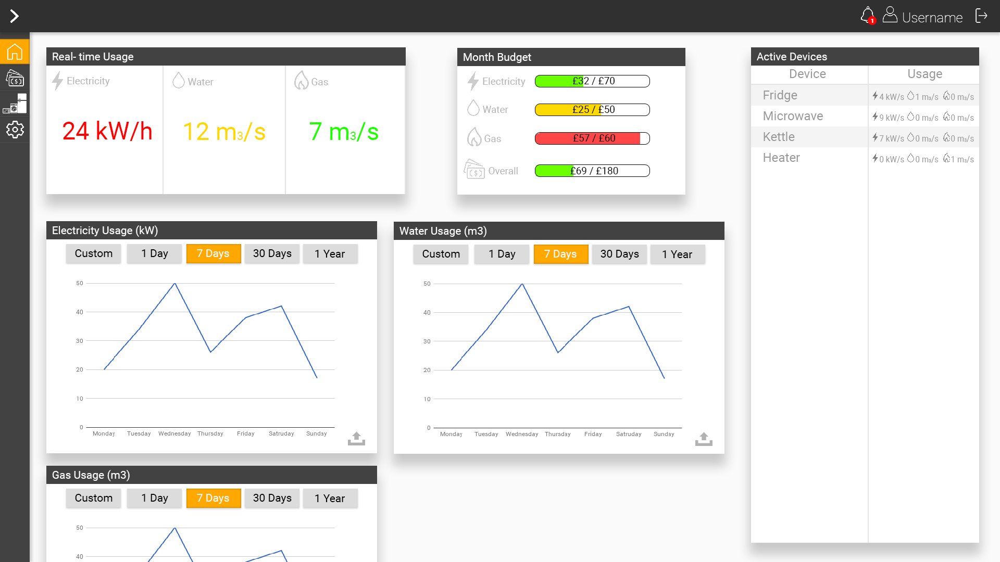 1
Username
Real- time Usage
Electricity
Water
Gas
24 kW/h
12 m3/s
7 m3/s
Month Budget
Electricity
£32 / £70
Water
£25 / £50
Gas
£57 / £60
Overall
£69 / £180
Active Devices
Device
Usage
Fridge
4 kW/s
1 m3/s
0 m3/s
Microwave
9 kW/s
0 m3/s
0 m3/s
Kettle
7 kW/s
0 m3/s
0 m3/s
Heater
0 kW/s
0 m3/s
1 m3/s
Electricity Usage (kW)
Custom
1 Day
7 Days
30 Days
1 Year
50
40
30
20
10
0
Monday
Tuesday
Wednesday
Thursday
Friday
Satruday
Sunday
Water Usage (m3)
Custom
1 Day
7 Days
30 Days
1 Year
50
40
30
20
10
0
Monday
Tuesday
Wednesday
Thursday
Friday
Satruday
Sunday
Gas Usage (m3)
Custom
1 Day
7 Days
30 Days
1 Year
50
40